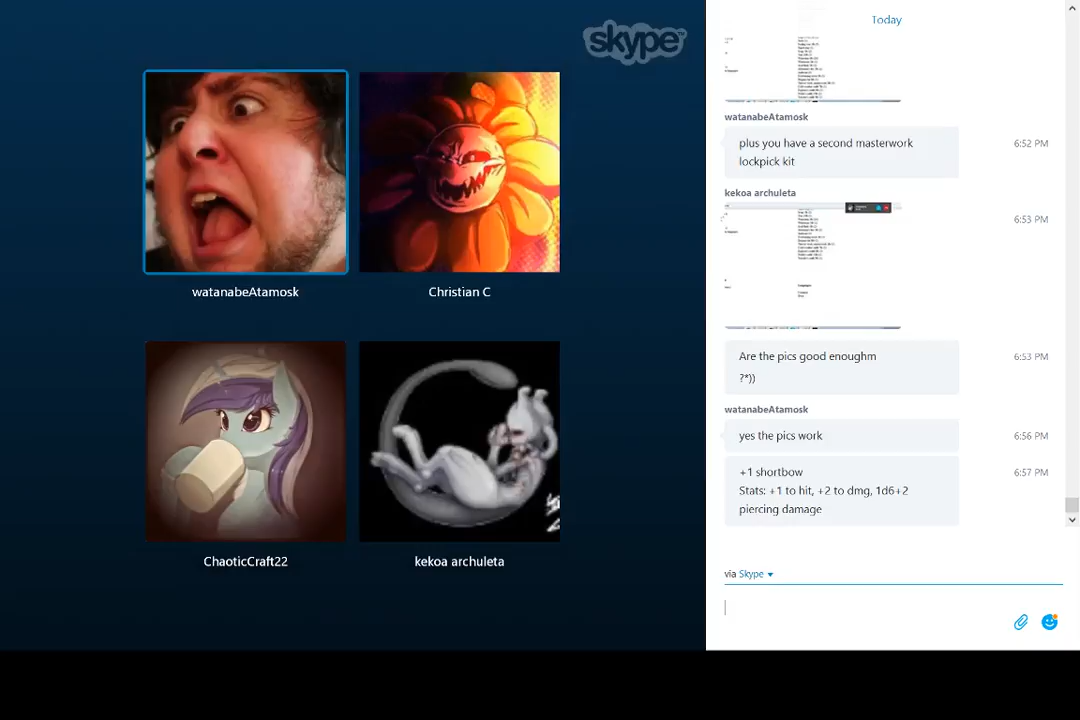 skype
watanabeAtamosk
Christian C
ChaoticCraft22
kekoa archuleta
Today
watanabeAtamosk
plus you have a second masterwork
lockpick kit
6:52 PM
kekoa archuleta
6:53 PM
Are the pics good enoughm
?*))
6:53 PM
watanabeAtamosk
yes the pics work
6:56 PM
+1 shortbow
Stats: +1 to hit, +2 to dmg, 1d6+2
piercing damage
6:57 PM
via Skype